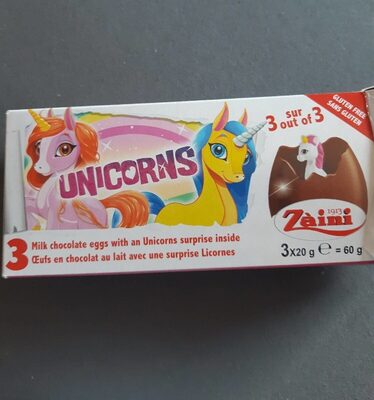 GLUTEN FREE
SANS GLUTEN
3 sur 3
out of
UNICORNS
1913
Zàini
3 Milk chocolate eggs with an Unicorns surprise inside
Œufs en chocolat au lait avec une surprise Licornes
3x20 g e = 60 g